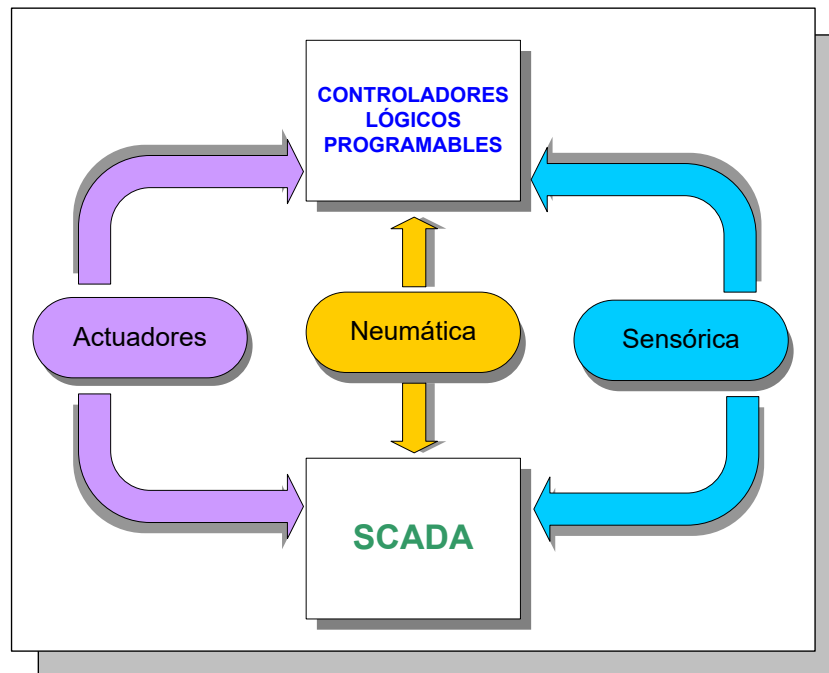 CONTROLADORES
LÓGICOS
PROGRAMABLES
Actuadores
Neumática
Sensórica
SCADA